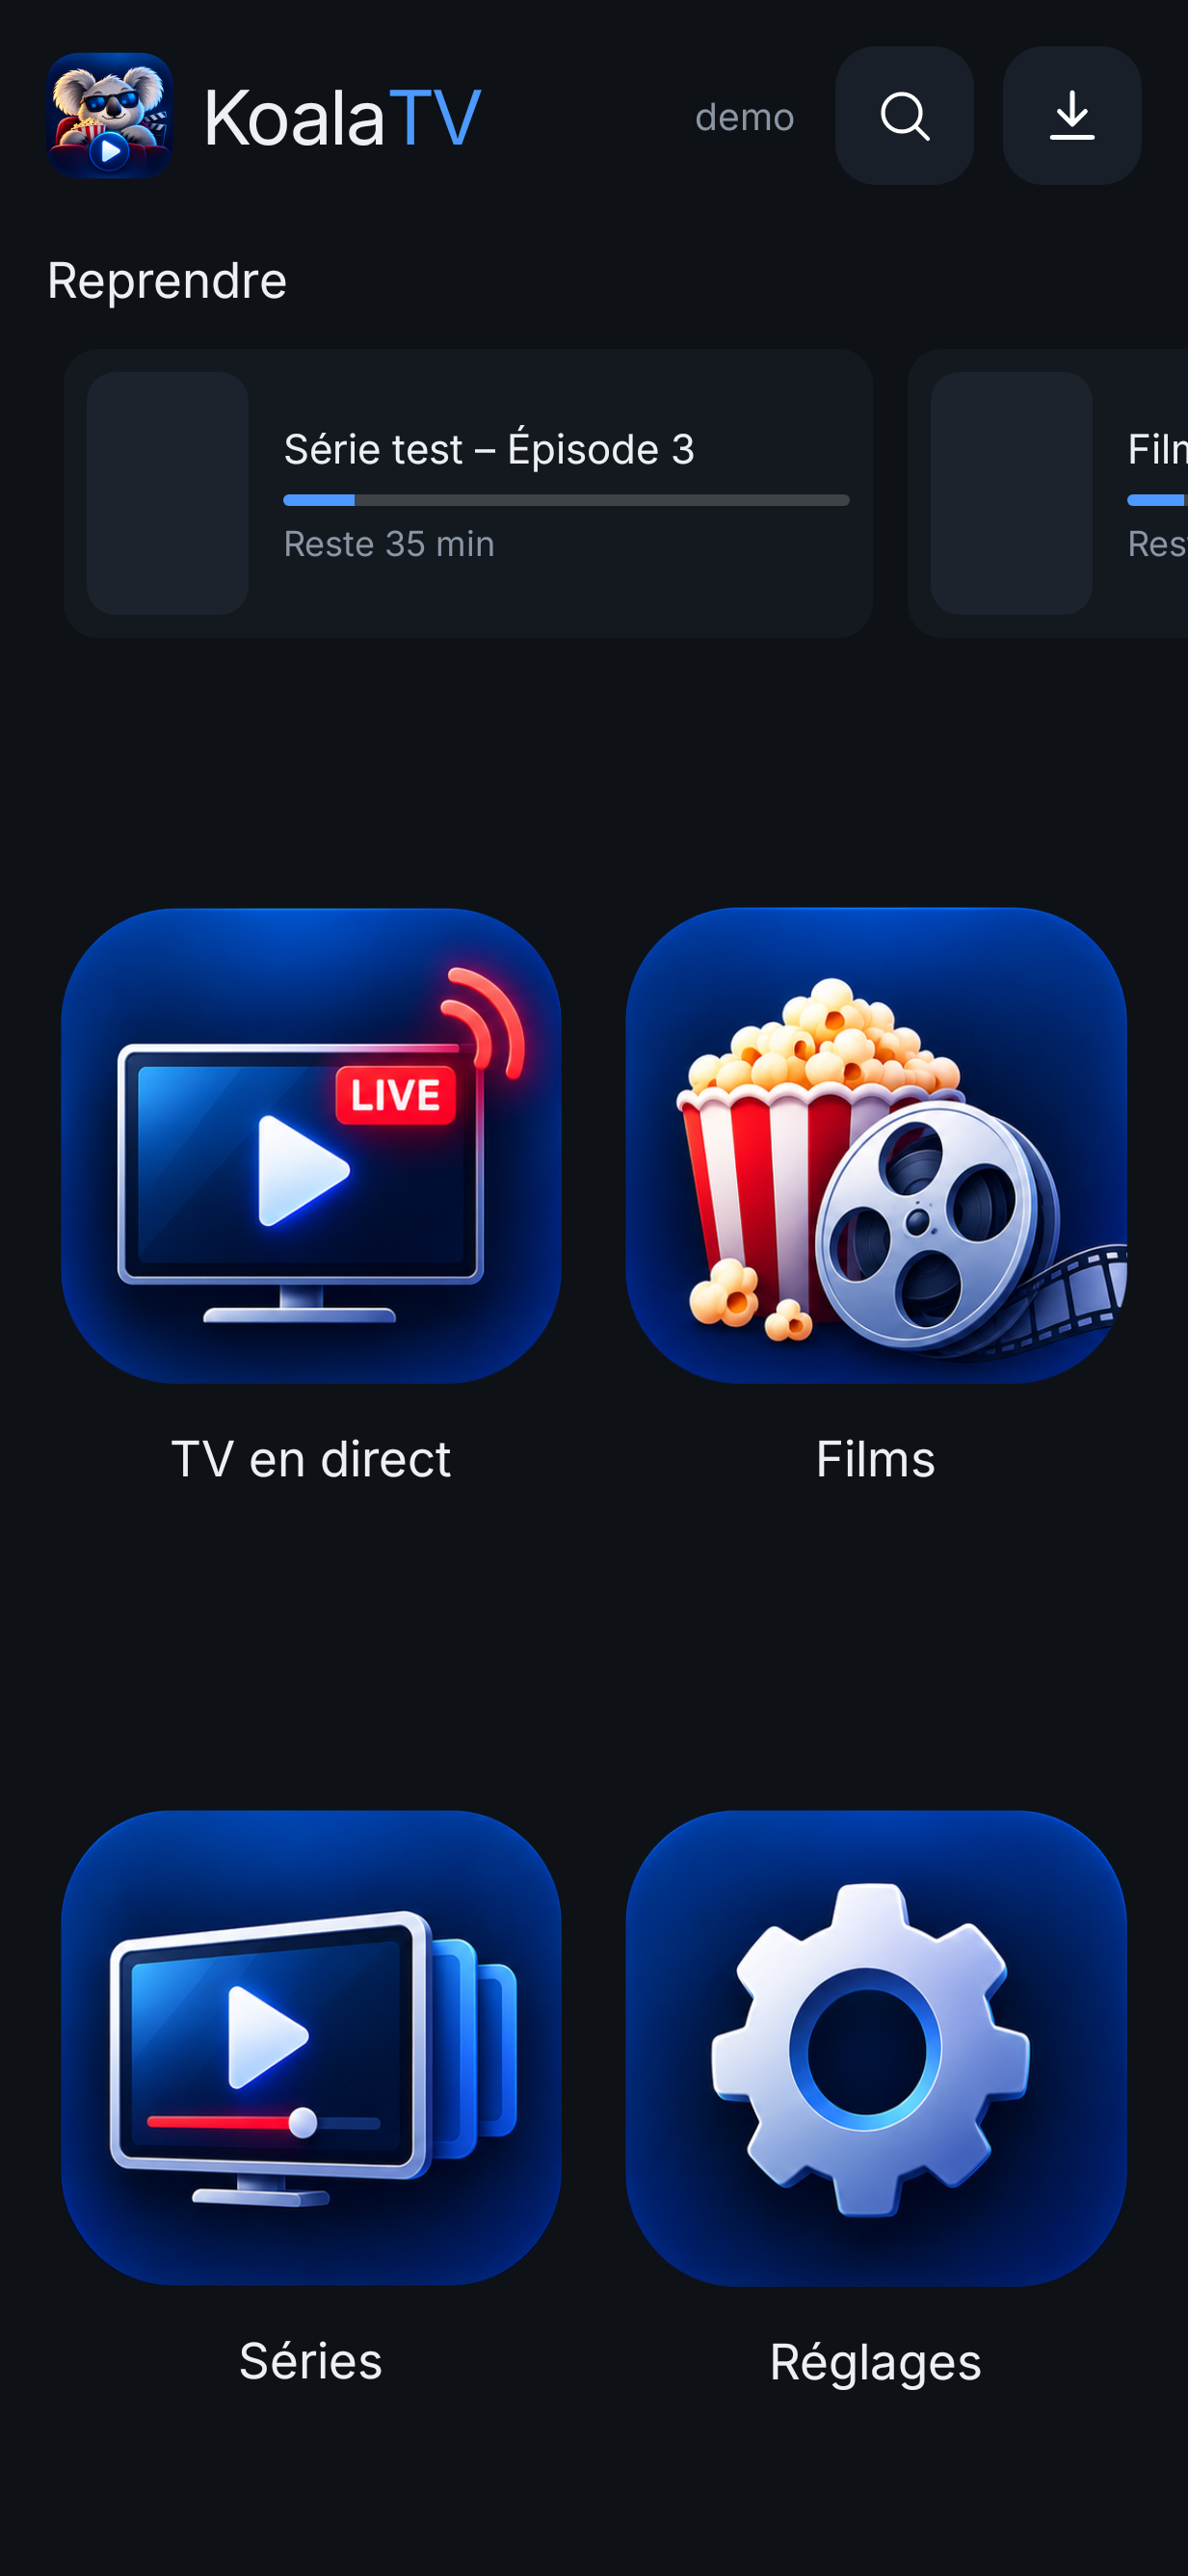 KoalaTV
demo
Reprendre
Série test – Épisode 3
Reste 35 min
LIVE
TV en direct
Films
Séries
Réglages